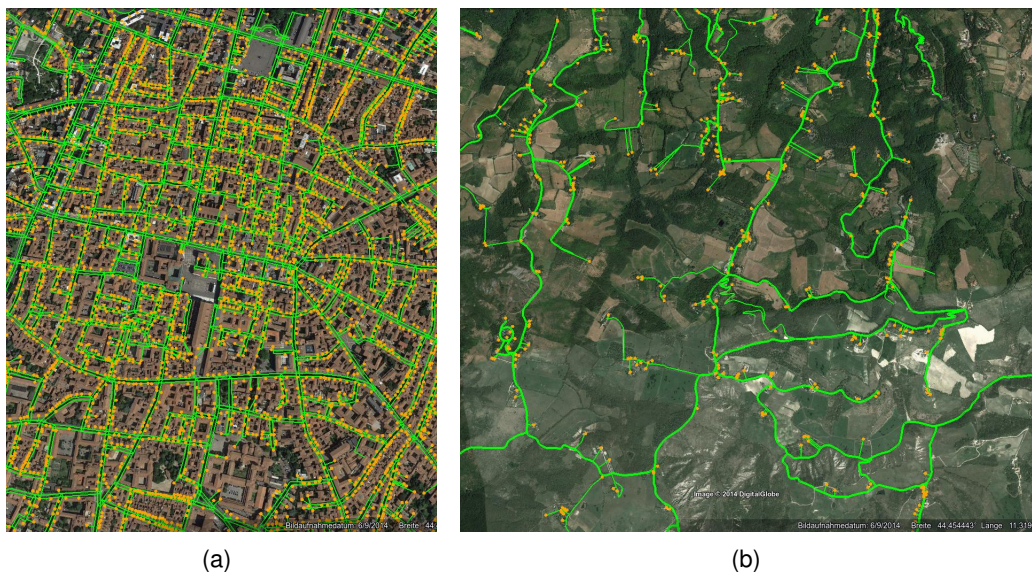 Bildaufnahmedatum: 6/9/2014 Breite 44
Image © 2014 DigitalGlobe
Bildaufnahmedatum: 6/9/2014 Breite 44.454443° Länge 11.319
(a)
(b)